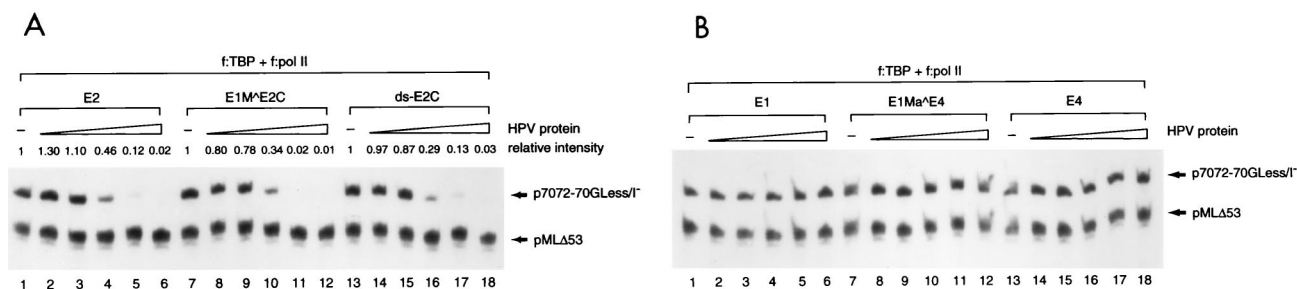 A
f:TBP + f:pol II
E2 E1M^E2C ds-E2C
– – – HPV protein
1 1.30 1.10 0.46 0.12 0.02 1 0.80 0.78 0.34 0.02 0.01 1 0.97 0.87 0.29 0.13 0.03 relative intensity
p7072-70GLess/I⁻
pMLΔ53
1 2 3 4 5 6 7 8 9 10 11 12 13 14 15 16 17 18
B
f:TBP + f:pol II
E1 E1Ma^E4 E4
– – – HPV protein
p7072-70GLess/I⁻
pMLΔ53
1 2 3 4 5 6 7 8 9 10 11 12 13 14 15 16 17 18